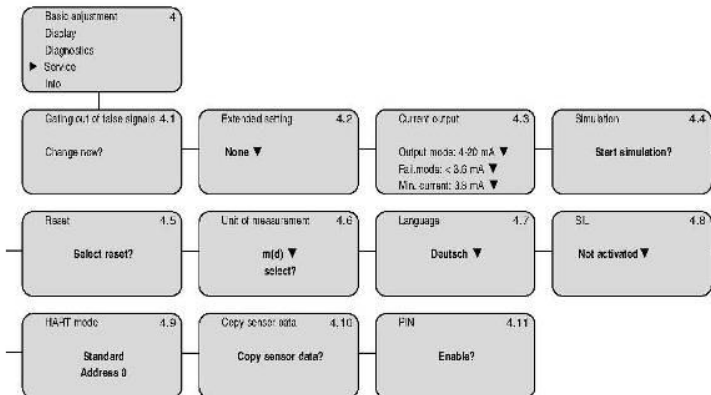 Basic adjustment 4
Display
Diagnostics
▶ Service
Info
Gating out of false signals 4.1
Change now?
Extended setting 4.2
None ▼
Current output 4.3
Output mode: 4-20 mA ▼
Fail.mode: < 3.6 mA ▼
Min. current: 3.8 mA ▼
Simulation 4.4
Start simulation?
Reset 4.5
Select reset?
Unit of measurement 4.6
m(d) ▼
select?
Language 4.7
Deutsch ▼
SIL 4.8
Not activated ▼
HART mode 4.9
Standard
Address 0
Copy sensor data 4.10
Copy sensor data?
PIN 4.11
Enable?